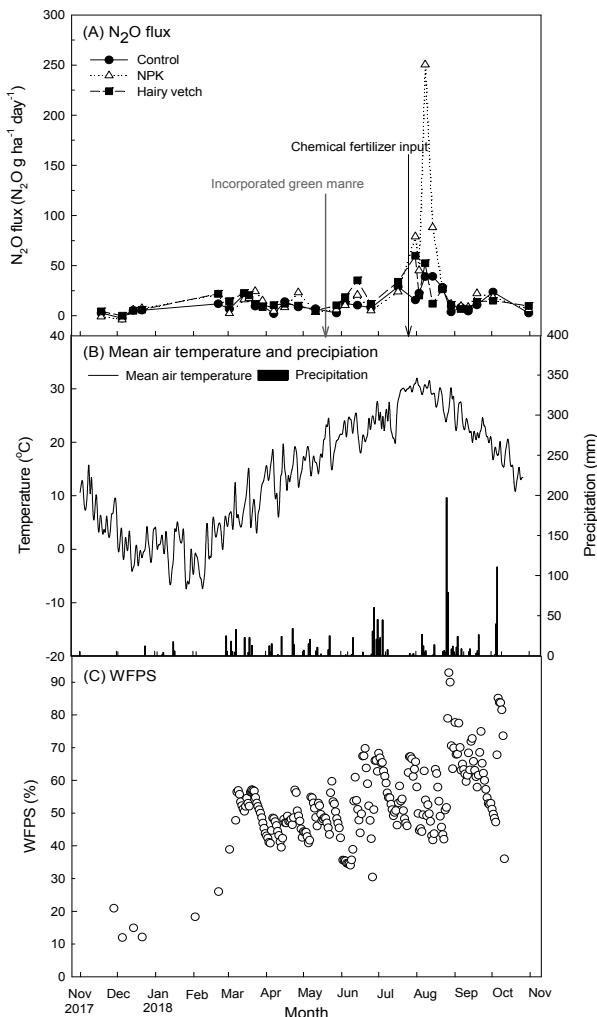 (A) N2O flux
Control
NPK
Hairy vetch
Chemical fertilizer input
Incorporated green manre
N2O flux (N2O g ha-1 day-1)
300
250
200
150
100
50
0
(B) Mean air temperature and precipiation
Mean air temperature
Precipitation
Temperature (0C)
40
30
20
10
0
-10
-20
Precipitation (mm)
400
350
300
250
200
150
100
50
0
(C) WFPS
WFPS (%)
90
80
70
60
50
40
30
20
10
0
Nov Dec Jan Feb Mar Apr May Jun Jul Aug Sep Oct Nov
2017 2018
Month